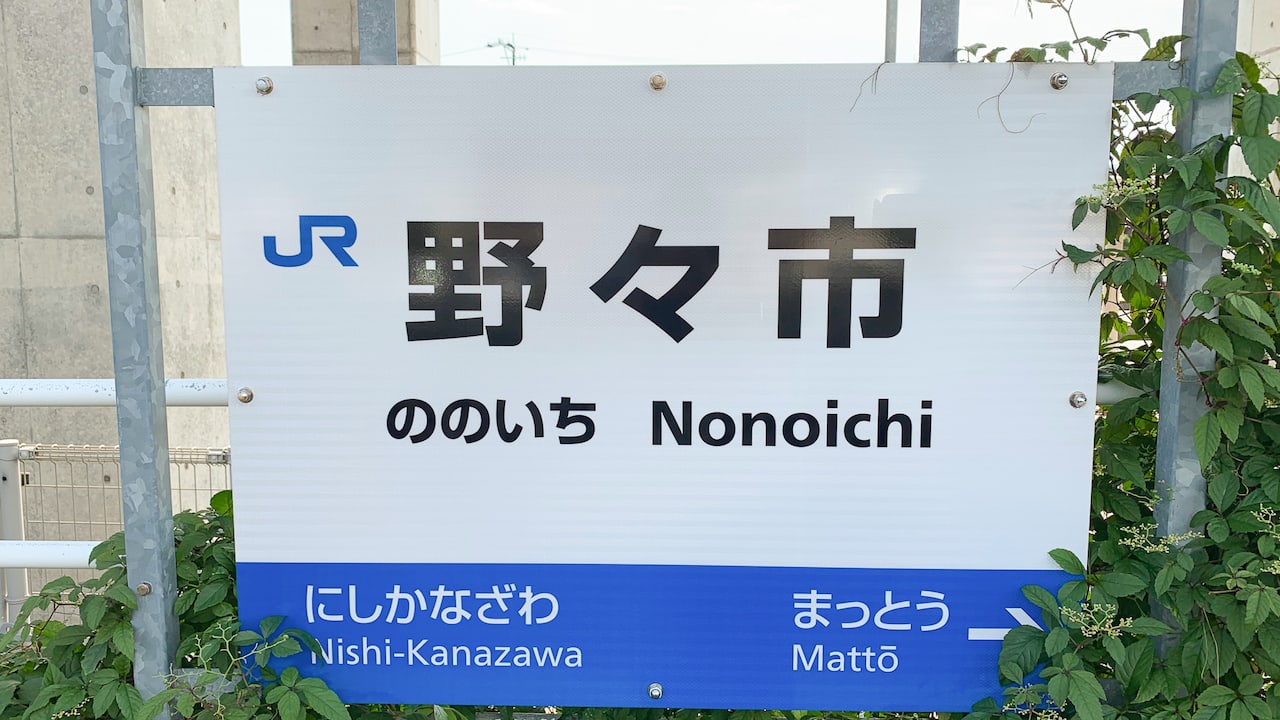 JR 野々市
ののいち Nonoichi
にしかなざわ まっとう →
Nishi-Kanazawa Mattō